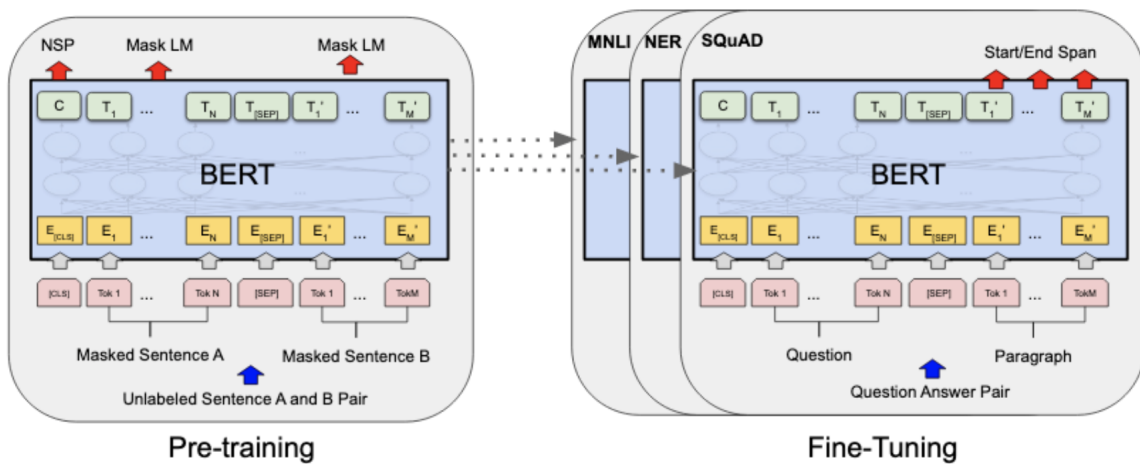 NSP Mask LM Mask LM
C T1 ... TN T[SEP] T1' ... TM'
...
BERT
...
E[CLS] E1 ... EN E[SEP] E1' ... EM'
[CLS] Tok 1 ... Tok N [SEP] Tok 1 ... TokM
Masked Sentence A Masked Sentence B
Unlabeled Sentence A and B Pair
Pre-training
MNLI NER SQuAD
Start/End Span
C T1 ... TN T[SEP] T1' ... TM'
...
BERT
...
E[CLS] E1 ... EN E[SEP] E1' ... EM'
[CLS] Tok 1 ... Tok N [SEP] Tok 1 ... TokM
Question Paragraph
Question Answer Pair
Fine-Tuning